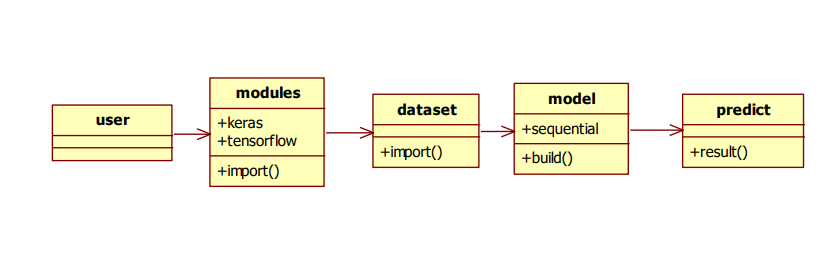 user
modules
+keras
+tensorflow
+import()
dataset
+import()
model
+sequential
+build()
predict
+result()